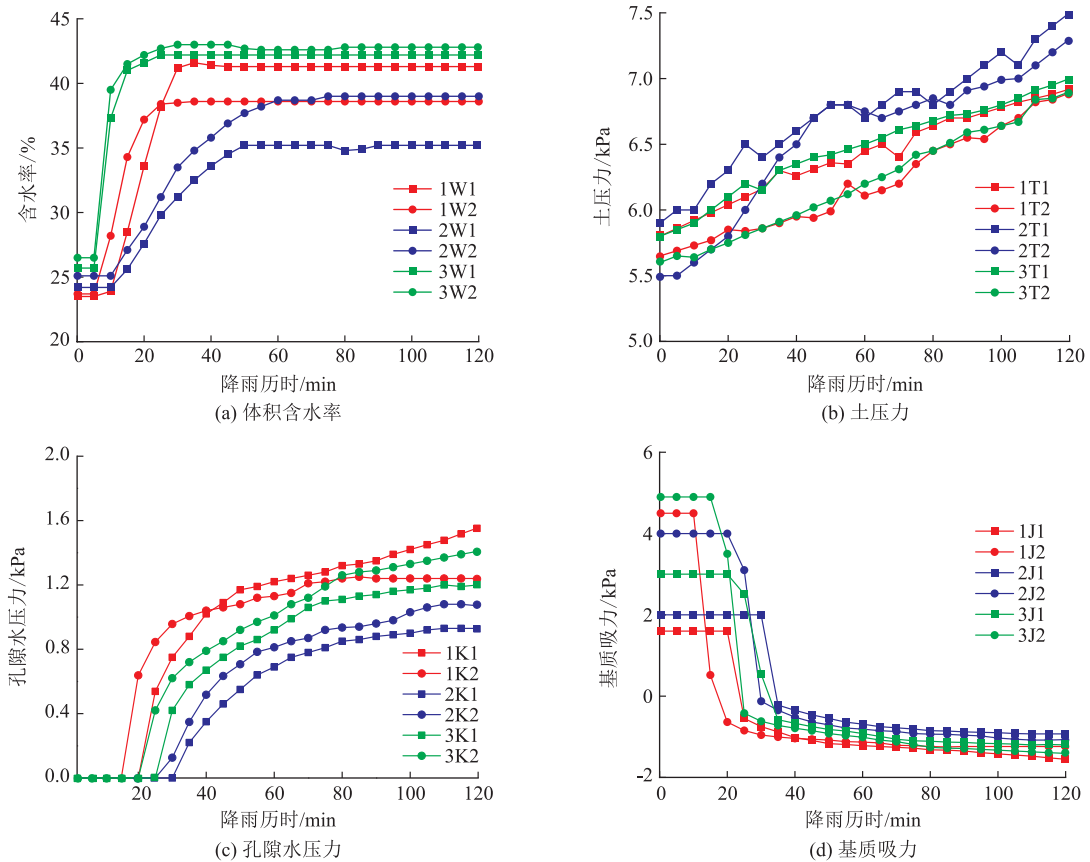 45
40
35
30
25
20
含水率/%
1W1
1W2
2W1
2W2
3W1
3W2
0 20 40 60 80 100 120
降雨历时/min
(a) 体积含水率
7.5
7.0
6.5
6.0
5.5
5.0
土压力/kPa
1T1
1T2
2T1
2T2
3T1
3T2
0 20 40 60 80 100 120
降雨历时/min
(b) 土压力
2.0
1.6
1.2
0.8
0.4
0.0
孔隙水压力/kPa
1K1
1K2
2K1
2K2
3K1
3K2
20 40 60 80 100 120
降雨历时/min
(c) 孔隙水压力
6
4
2
0
−2
基质吸力/kPa
1J1
1J2
2J1
2J2
3J1
3J2
0 20 40 60 80 100 120
降雨历时/min
(d) 基质吸力